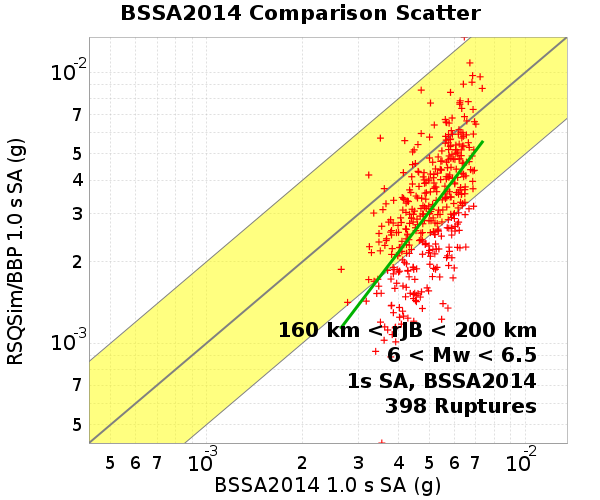 BSSA2014 Comparison Scatter
RSQSim/BBP 1.0 s SA (g)
10-2
7
5
4
3
2
10-3
7
5
160 km < rJB < 200 km
6 < Mw < 6.5
1s SA, BSSA2014
398 Ruptures
5 6 7 10-3 2 3 4 5 6 7 10-2
BSSA2014 1.0 s SA (g)